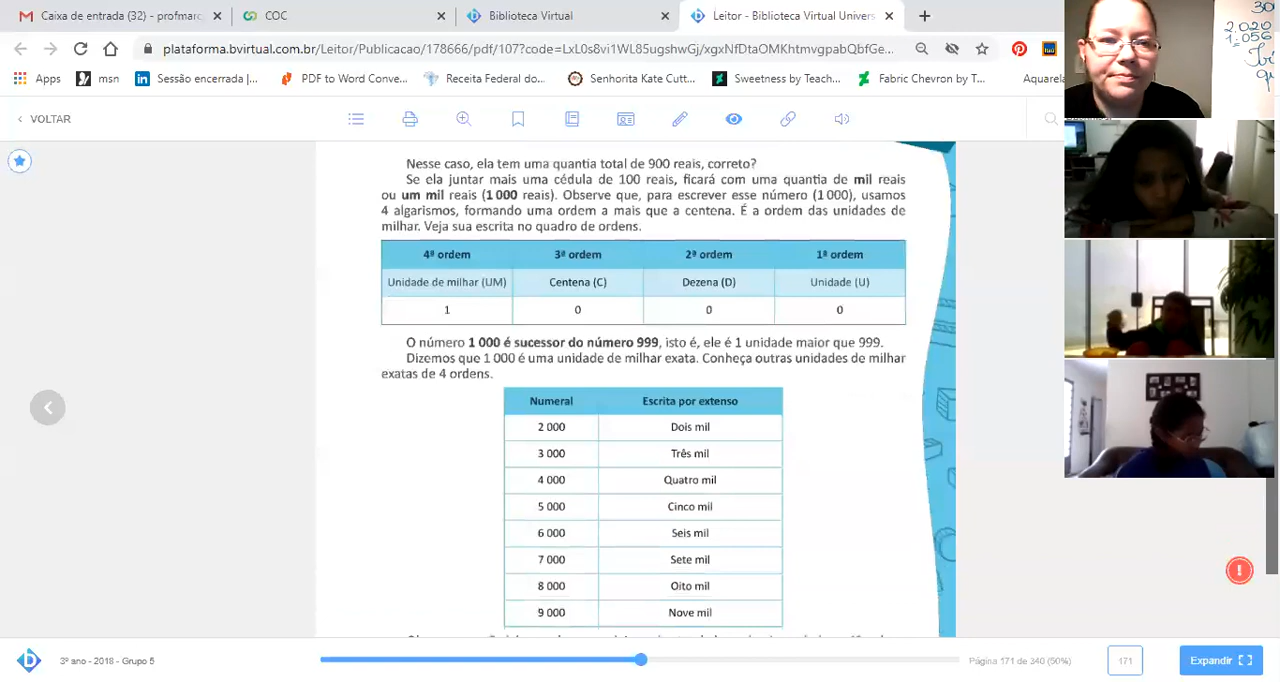 Caixa de entrada (32) - profmarc
COC
Biblioteca Virtual
Leitor - Biblioteca Virtual Univers
plataforma.bvirtual.com.br/Leitor/Publicacao/178666/pdf/107?code=LxL0s8vi1WL85ugshwGj/xgxNfDtaOMKhtmvgpabQbfGe...
Apps
msn
Sessão encerrada |...
PDF to Word Conve...
Receita Federal do...
Senhorita Kate Cutt...
Sweetness by Teach...
Fabric Chevron by T...
Aquarela
30
2.020
1.056
VOLTAR
Nesse caso, ela tem uma quantia total de 900 reais, correto?
Se ela juntar mais uma cédula de 100 reais, ficará com uma quantia de mil reais
ou um mil reais (1 000 reais). Observe que, para escrever esse número (1 000), usamos
4 algarismos, formando uma ordem a mais que a centena. É a ordem das unidades de
milhar. Veja sua escrita no quadro de ordens.
4ª ordem 3ª ordem 2ª ordem 1ª ordem
Unidade de milhar (UM) Centena (C) Dezena (D) Unidade (U)
1 0 0 0
O número 1 000 é sucessor do número 999, isto é, ele é 1 unidade maior que 999.
Dizemos que 1 000 é uma unidade de milhar exata. Conheça outras unidades de milhar
exatas de 4 ordens.
Numeral Escrita por extenso
2 000 Dois mil
3 000 Três mil
4 000 Quatro mil
5 000 Cinco mil
6 000 Seis mil
7 000 Sete mil
8 000 Oito mil
9 000 Nove mil
3º ano - 2018 - Grupo 5
Página 171 de 340 (50%)
171
Expandir